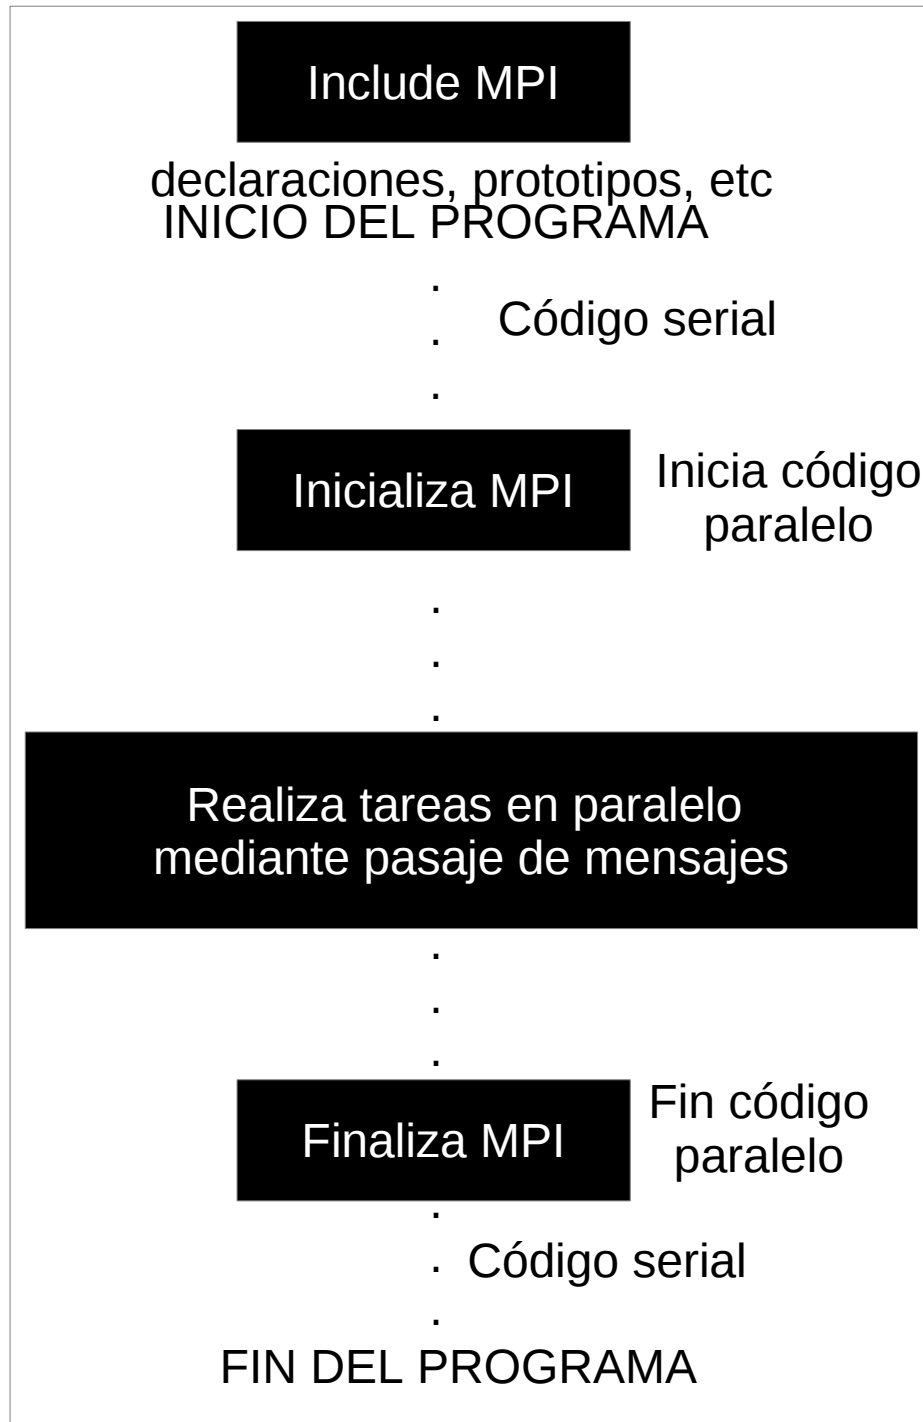 Include MPI
declaraciones, prototipos, etc
INICIO DEL PROGRAMA
.
Código serial
.
.
Inicializa MPI
Inicia código
paralelo
.
.
.
Realiza tareas en paralelo
mediante pasaje de mensajes
.
.
.
Finaliza MPI
Fin código
paralelo
.
. Código serial
.
FIN DEL PROGRAMA